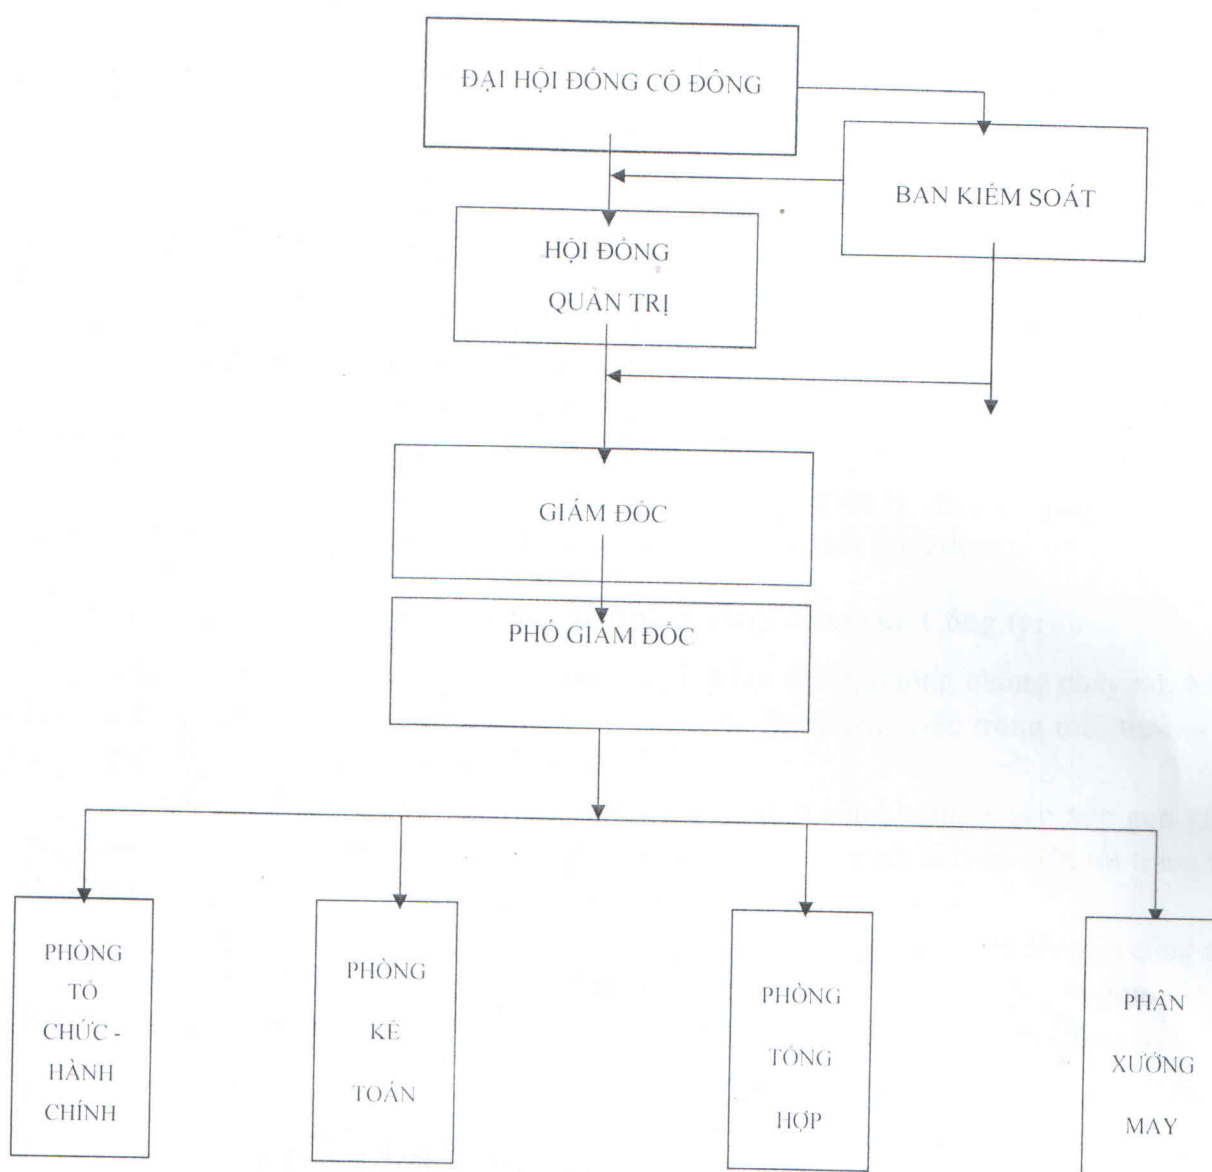 ĐẠI HỘI ĐỒNG CỔ ĐÔNG
BAN KIỂM SOÁT
HỘI ĐỒNG
QUẢN TRỊ
GIÁM ĐỐC
PHÓ GIÁM ĐỐC
PHÒNG
TỔ
CHỨC -
HÀNH
CHÍNH
PHÒNG
KẾ
TOÁN
PHÒNG
TỔNG
HỢP
PHÂN
XƯỞNG
MAY